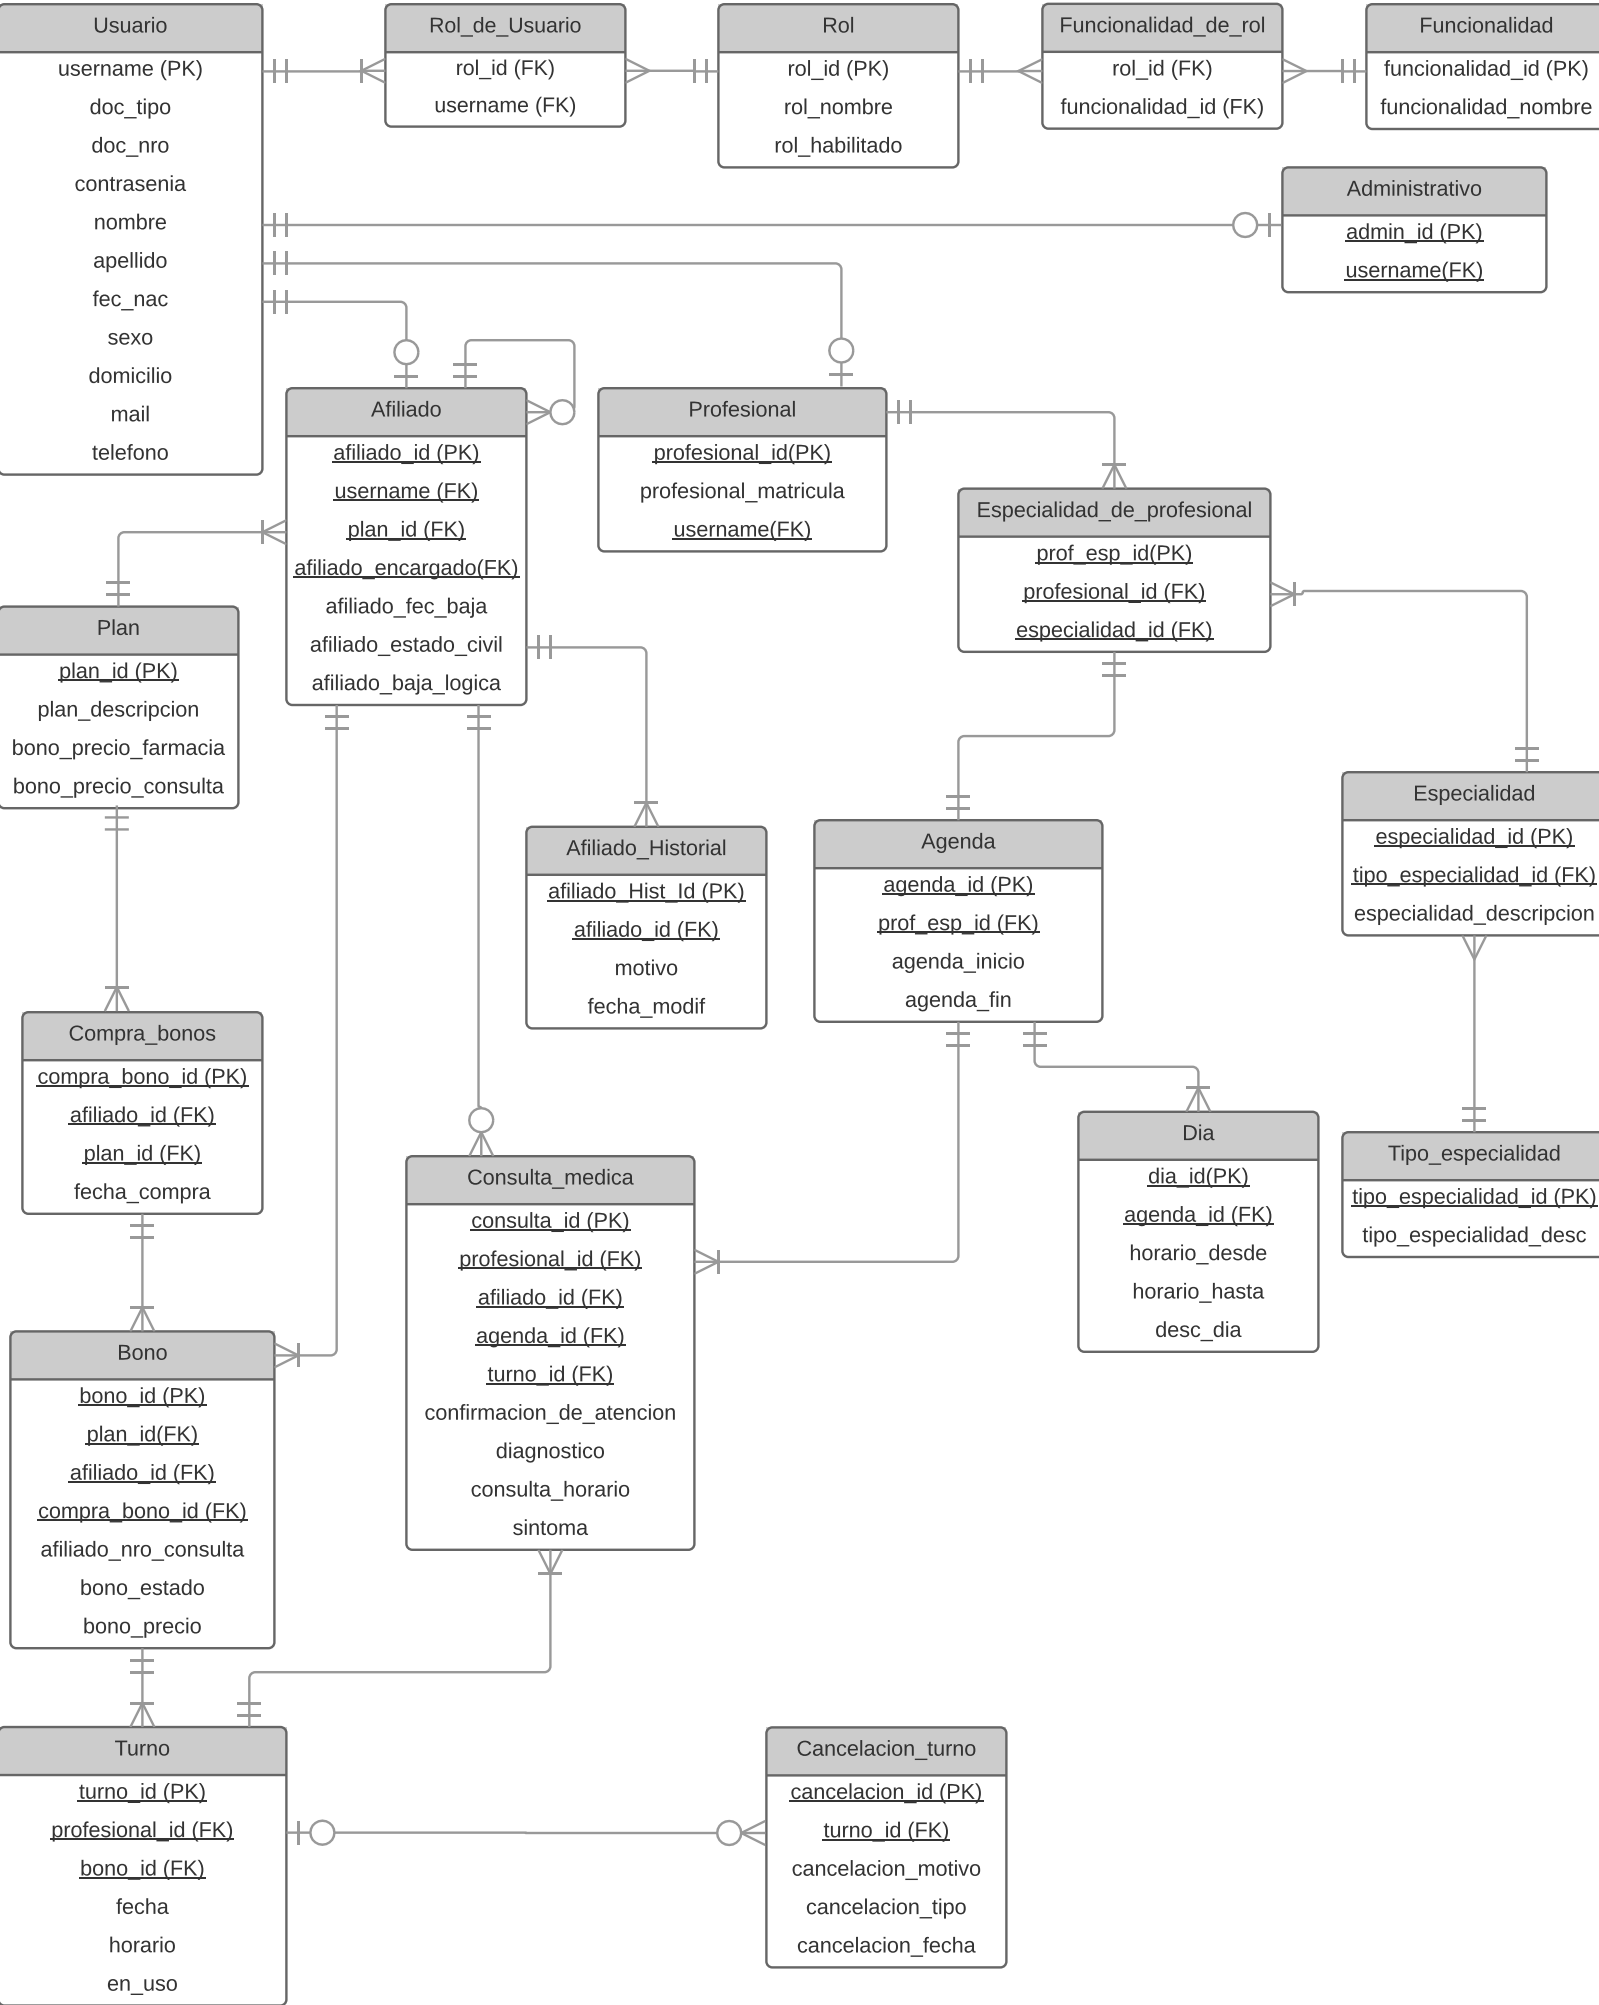 Usuario
username (PK)
doc_tipo
doc_nro
contrasenia
nombre
apellido
fec_nac
sexo
domicilio
mail
telefono
Rol_de_Usuario
rol_id (FK)
username (FK)
Rol
rol_id (PK)
rol_nombre
rol_habilitado
Funcionalidad_de_rol
rol_id (FK)
funcionalidad_id (FK)
Funcionalidad
funcionalidad_id (PK)
funcionalidad_nombre
Administrativo
admin_id (PK)
username(FK)
Afiliado
afiliado_id (PK)
username (FK)
plan_id (FK)
afiliado_encargado(FK)
afiliado_fec_baja
afiliado_estado_civil
afiliado_baja_logica
Profesional
profesional_id(PK)
profesional_matricula
username(FK)
Especialidad_de_profesional
prof_esp_id(PK)
profesional_id (FK)
especialidad_id (FK)
Plan
plan_id (PK)
plan_descripcion
bono_precio_farmacia
bono_precio_consulta
Afiliado_Historial
afiliado_Hist_Id (PK)
afiliado_id (FK)
motivo
fecha_modif
Agenda
agenda_id (PK)
prof_esp_id (FK)
agenda_inicio
agenda_fin
Especialidad
especialidad_id (PK)
tipo_especialidad_id (FK)
especialidad_descripcion
Compra_bonos
compra_bono_id (PK)
afiliado_id (FK)
plan_id (FK)
fecha_compra
Consulta_medica
consulta_id (PK)
profesional_id (FK)
afiliado_id (FK)
agenda_id (FK)
turno_id (FK)
confirmacion_de_atencion
diagnostico
consulta_horario
sintoma
Dia
dia_id(PK)
agenda_id (FK)
horario_desde
horario_hasta
desc_dia
Tipo_especialidad
tipo_especialidad_id (PK)
tipo_especialidad_desc
Bono
bono_id (PK)
plan_id(FK)
afiliado_id (FK)
compra_bono_id (FK)
afiliado_nro_consulta
bono_estado
bono_precio
Turno
turno_id (PK)
profesional_id (FK)
bono_id (FK)
fecha
horario
en_uso
Cancelacion_turno
cancelacion_id (PK)
turno_id (FK)
cancelacion_motivo
cancelacion_tipo
cancelacion_fecha